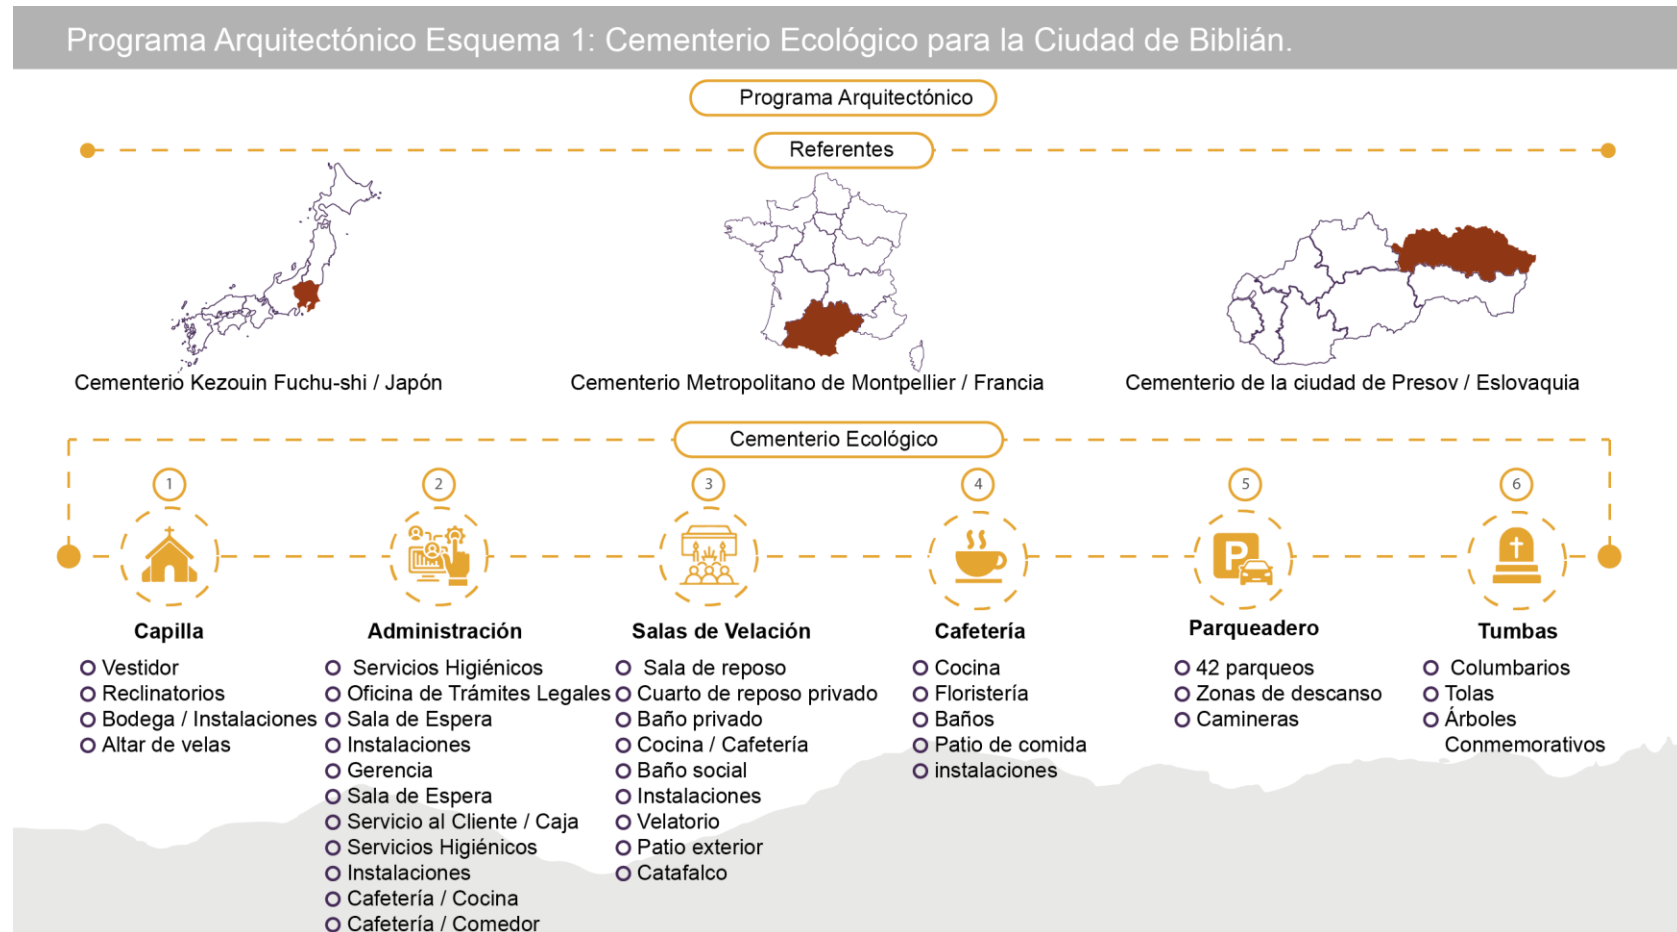 Programa Arquitectónico Esquema 1: Cementerio Ecológico para la Ciudad de Biblián.
Programa Arquitectónico
Referentes
Cementerio Kezouin Fuchu-shi / Japón
Cementerio Metropolitano de Montpellier / Francia
Cementerio de la ciudad de Presov / Eslovaquia
Cementerio Ecológico
1
Capilla
Vestidor
Reclinatorios
Bodega / Instalaciones
Altar de velas
2
Administración
Servicios Higiénicos
Oficina de Trámites Legales
Sala de Espera
Instalaciones
Gerencia
Sala de Espera
Servicio al Cliente / Caja
Servicios Higiénicos
Instalaciones
Cafetería / Cocina
Cafetería / Comedor
3
Salas de Velación
Sala de reposo
Cuarto de reposo privado
Baño privado
Cocina / Cafetería
Baño social
Instalaciones
Velatorio
Patio exterior
Catafalco
4
Cafetería
Cocina
Floristería
Baños
Patio de comida
instalaciones
5
P
Parqueadero
42 parqueos
Zonas de descanso
Camineras
6
Tumbas
Columbarios
Tolas
Árboles
Conmemorativos